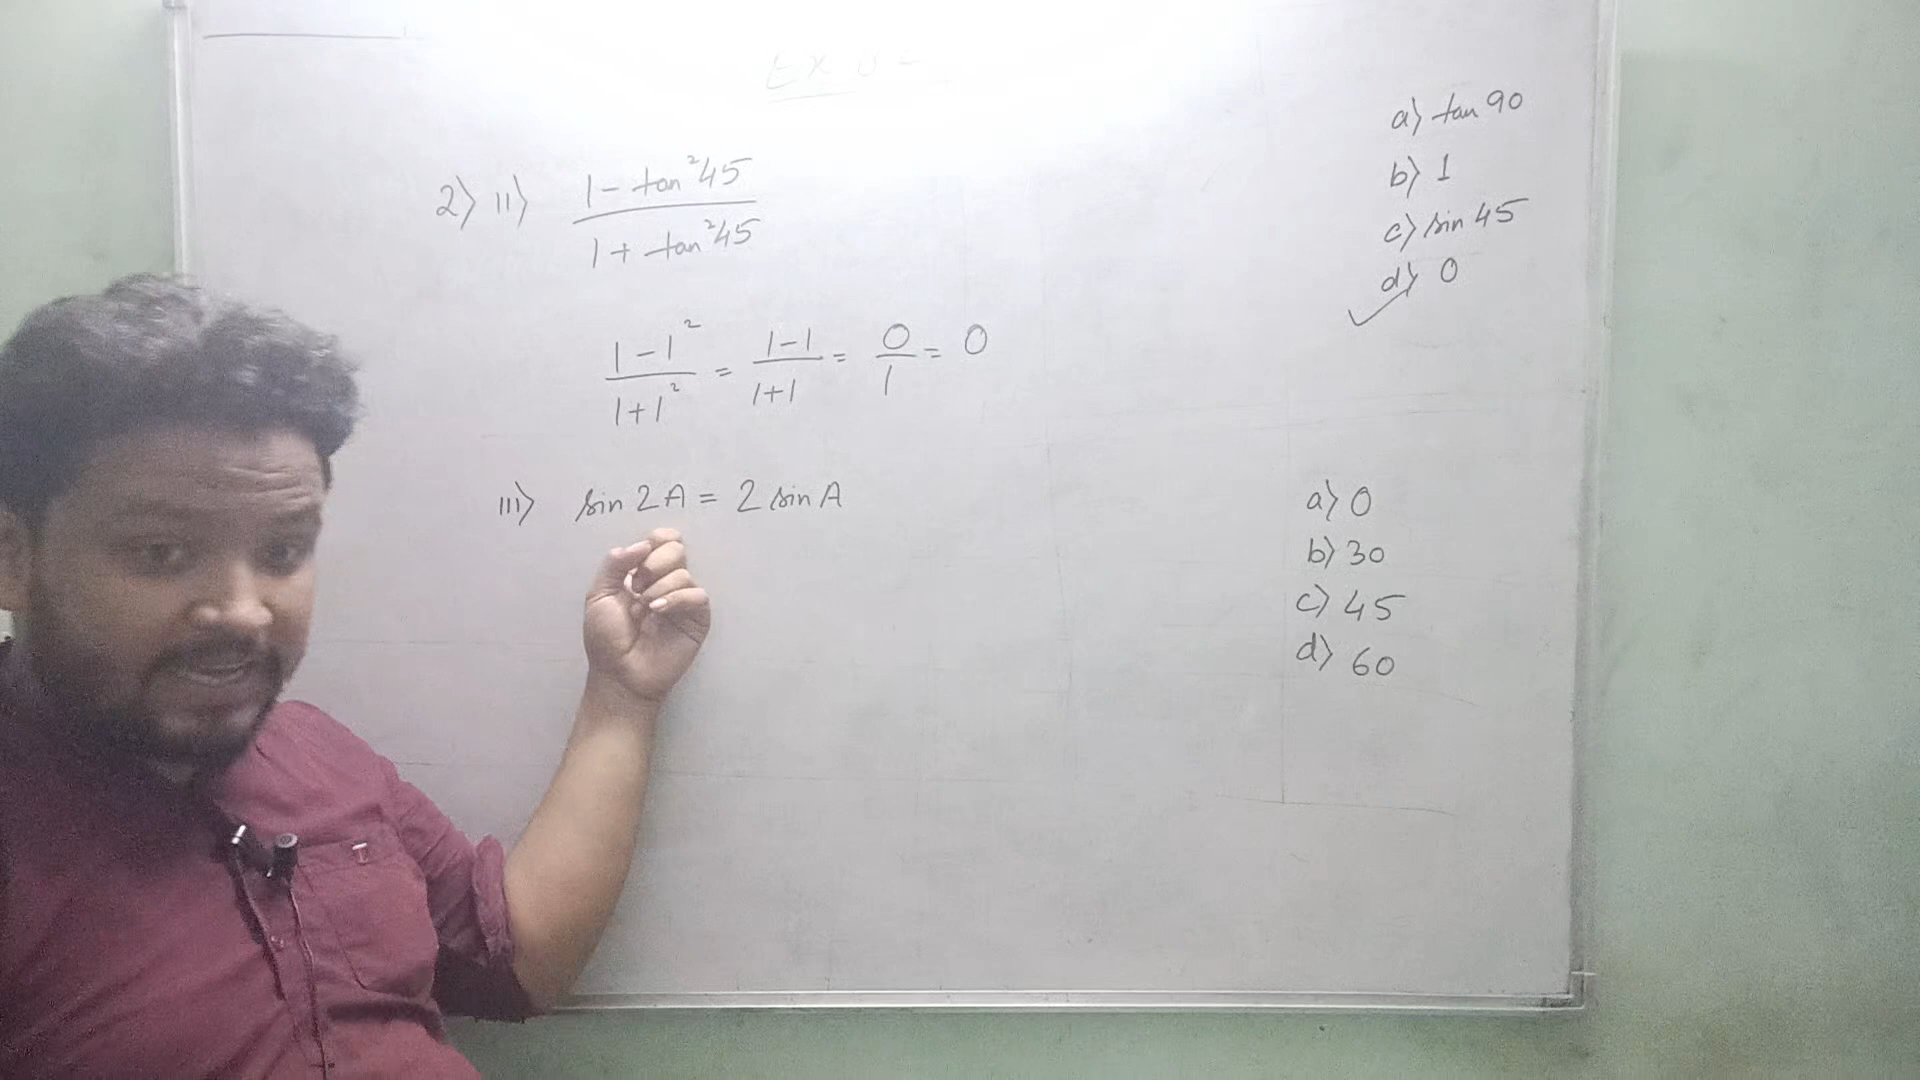 2) ii) (1 - tan²45) / (1 + tan²45)
(1 - 1²) / (1 + 1²) = (1-1) / (1+1) = 0/1 = 0
a) tan 90
b) 1
c) sin 45
d) 0
iii) sin 2A = 2 sin A
a) 0
b) 30
c) 45
d) 60